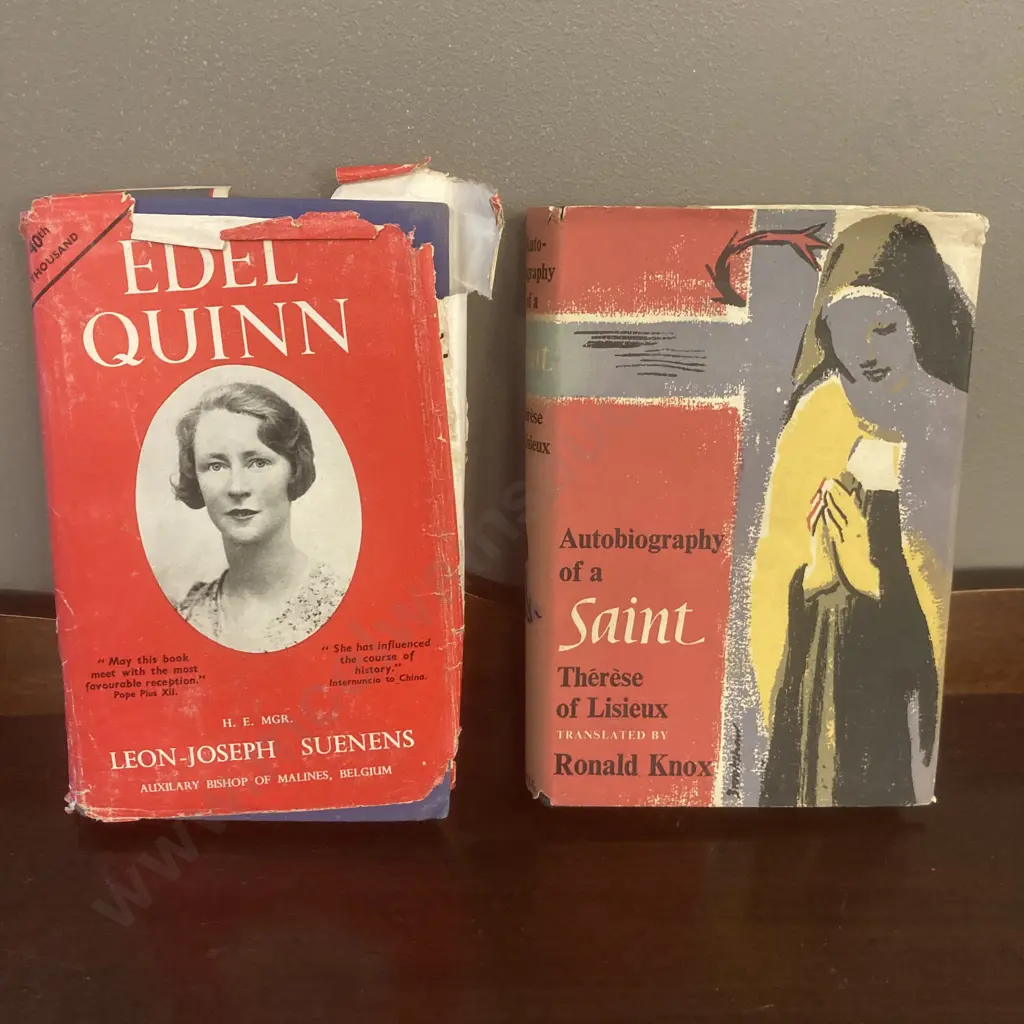 40th
THOUSAND
EDEL
QUINN
"May this book
meet with the most
favourable reception."
Pope Pius XII.
"She has influenced
the course of
history."
Internuncio to China.
H. E. MGR.
LEON-JOSEPH SUENENS
AUXILARY BISHOP OF MALINES, BELGIUM
Auto-
of a
Autobiography
of a
Saint
Thérèse
of Lisieux
TRANSLATED BY
Ronald Knox